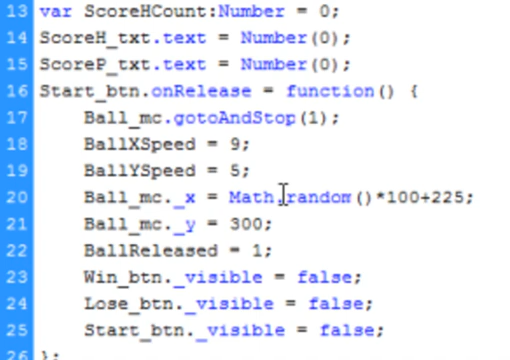 13 var ScoreHCount:Number = 0;
14 ScoreH_txt.text = Number(0);
15 ScoreP_txt.text = Number(0);
16 Start_btn.onRelease = function() {
17 Ball_mc.gotoAndStop(1);
18 BallXSpeed = 9;
19 BallYSpeed = 5;
20 Ball_mc._x = Math.random()*100+225;
21 Ball_mc._y = 300;
22 BallReleased = 1;
23 Win_btn._visible = false;
24 Lose_btn._visible = false;
25 Start_btn._visible = false;
26 };